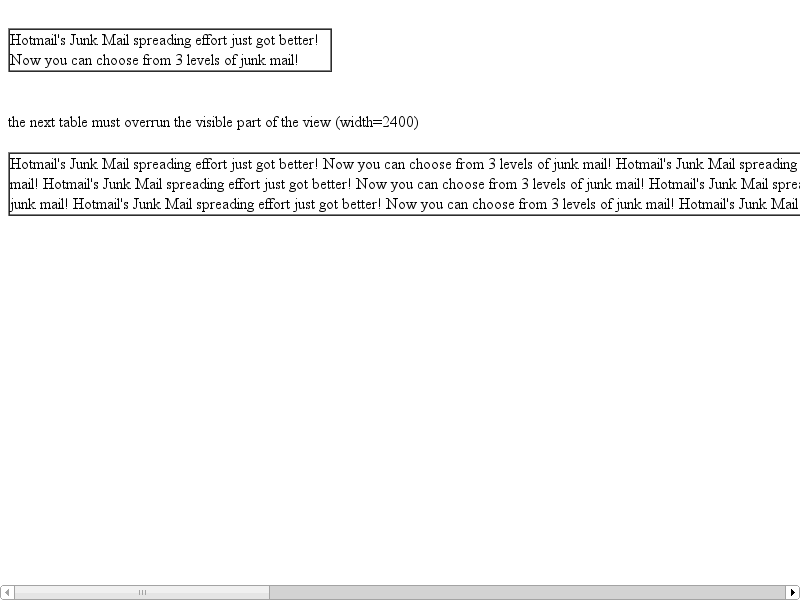 Hotmail's Junk Mail spreading effort just got better!
Now you can choose from 3 levels of junk mail!
the next table must overrun the visible part of the view (width=2400)
Hotmail's Junk Mail spreading effort just got better! Now you can choose from 3 levels of junk mail! Hotmail's Junk Mail spreading
mail! Hotmail's Junk Mail spreading effort just got better! Now you can choose from 3 levels of junk mail! Hotmail's Junk Mail sprea
junk mail! Hotmail's Junk Mail spreading effort just got better! Now you can choose from 3 levels of junk mail! Hotmail's Junk Mail